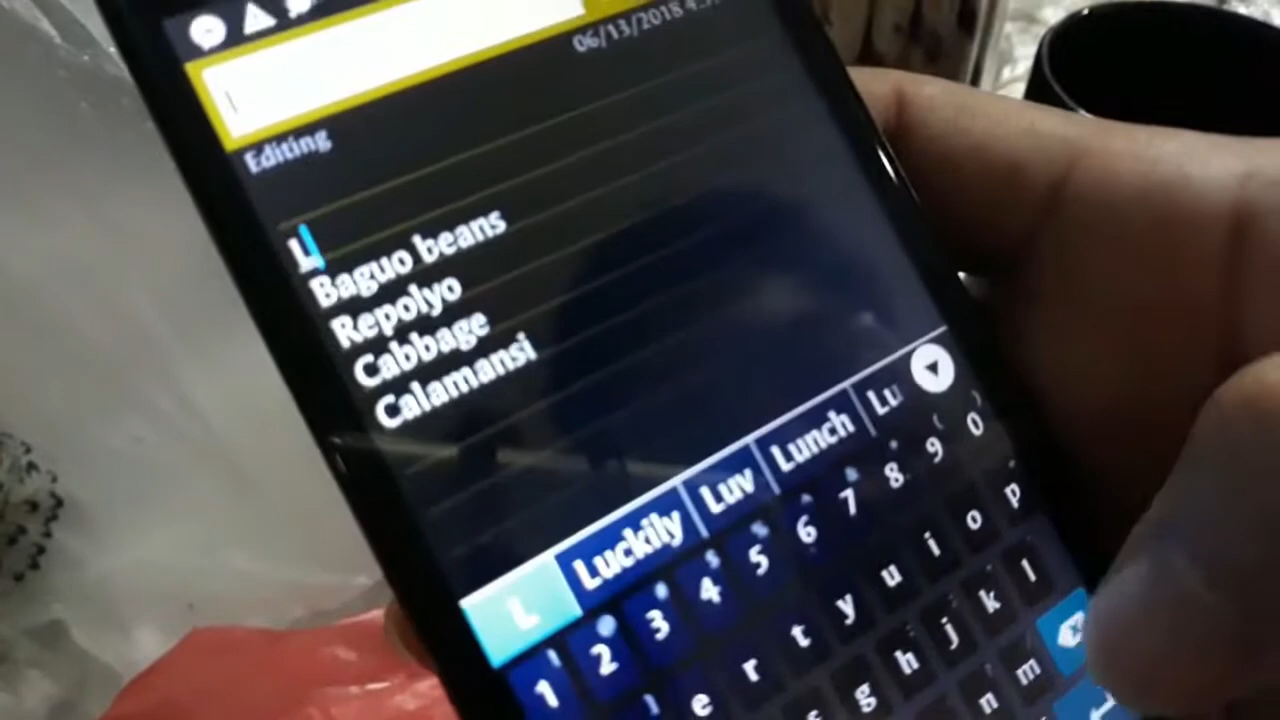 06/13/2018
Editing
L
Baguo beans
Repolyo
Cabbage
Calamansi
L Luckily Luv Lunch Lu
1 2 3 4 5 6 7 8 9 0
e r t y u i o p
g h j k l
n m